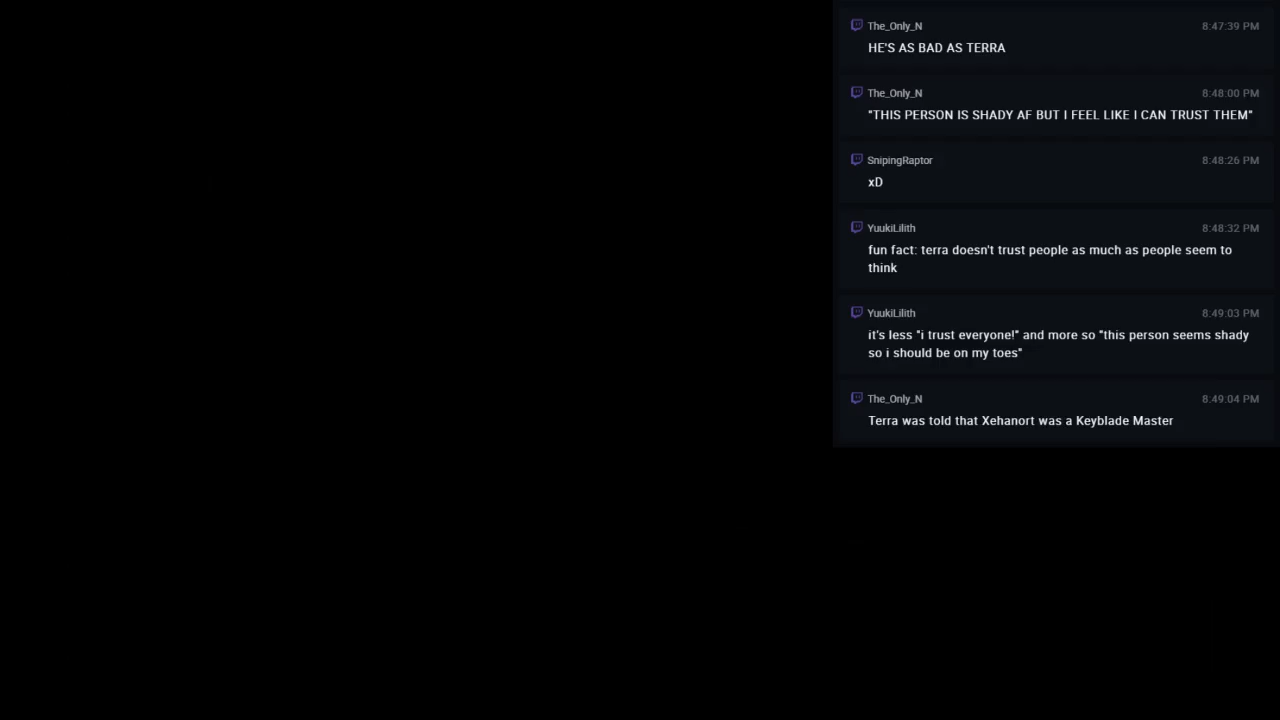 The_Only_N 8:47:39 PM
HE'S AS BAD AS TERRA
The_Only_N 8:48:00 PM
"THIS PERSON IS SHADY AF BUT I FEEL LIKE I CAN TRUST THEM"
SnipingRaptor 8:48:26 PM
xD
YuukiLilith 8:48:32 PM
fun fact: terra doesn't trust people as much as people seem to
think
YuukiLilith 8:49:03 PM
it's less "i trust everyone!" and more so "this person seems shady
so i should be on my toes"
The_Only_N 8:49:04 PM
Terra was told that Xehanort was a Keyblade Master